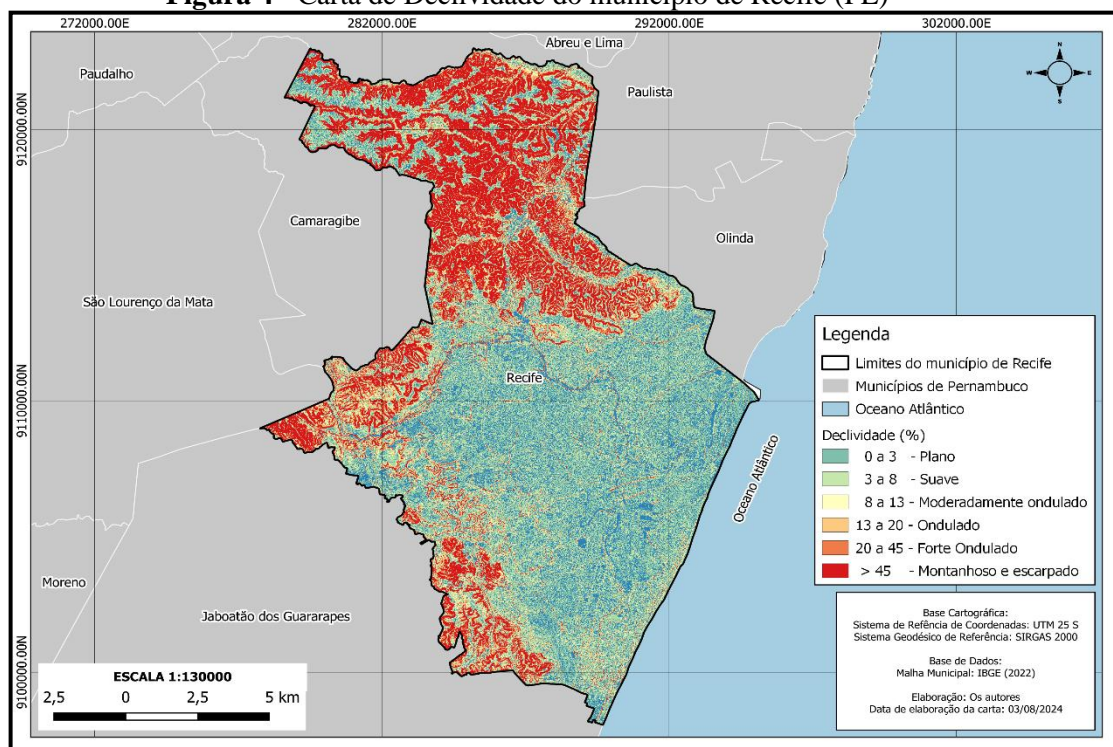 Figura 4 - Carta de Declividade do município de Recife (PE)
272000.00E
282000.00E
292000.00E
302000.00E
Abreu e Lima
Paudalho
Paulista
N
W
E
S
9120000.00N
Camaragibe
Olinda
São Lourenço da Mata
Recife
9110000.00N
Oceano Atlântico
Moreno
Jaboatão dos Guararapes
9100000.00N
Legenda
Limites do município de Recife
Municípios de Pernambuco
Oceano Atlântico
Declividade (%)
0 a 3 - Plano
3 a 8 - Suave
8 a 13 - Moderadamente ondulado
13 a 20 - Ondulado
20 a 45 - Forte Ondulado
> 45 - Montanhoso e escarpado
Base Cartográfica:
Sistema de Refência de Coordenadas: UTM 25 S
Sistema Geodésico de Referência: SIRGAS 2000
Base de Dados:
Malha Municipal: IBGE (2022)
Elaboração: Os autores
Data de elaboração da carta: 03/08/2024
ESCALA 1:130000
2,5 0 2,5 5 km